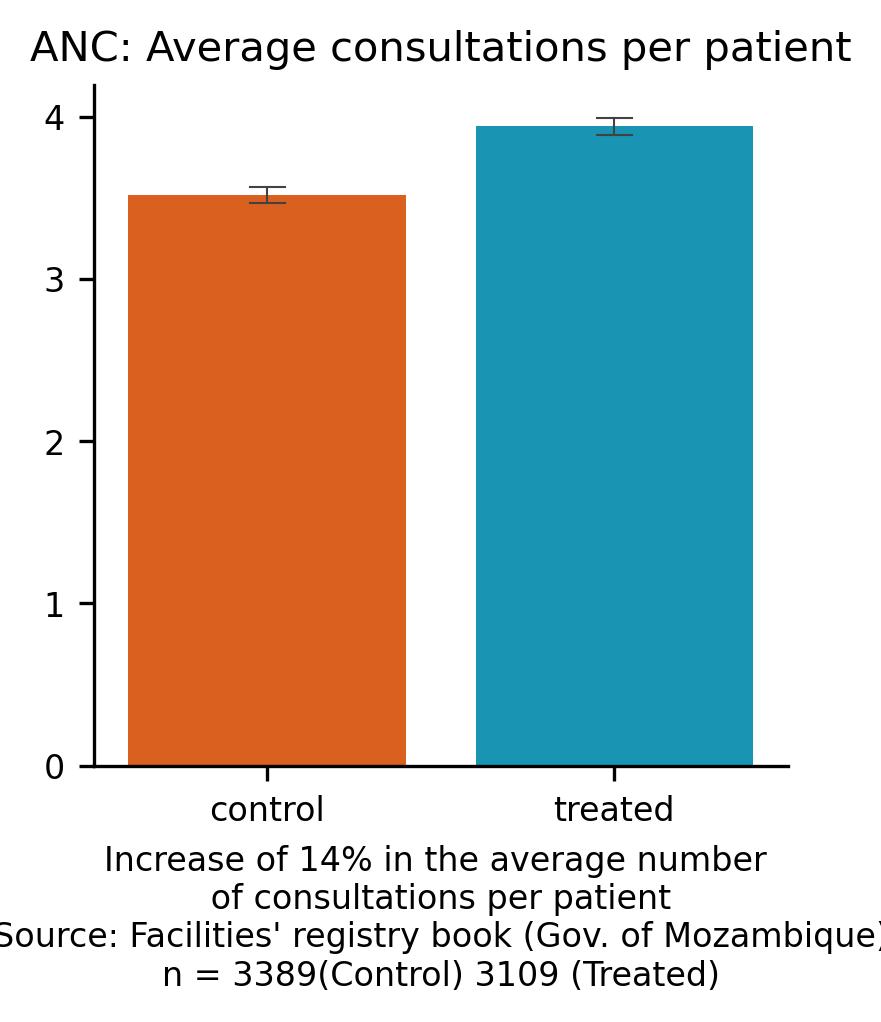 ANC: Average consultations per patient
4
3
2
1
0
control treated
Increase of 14% in the average number
of consultations per patient
Source: Facilities' registry book (Gov. of Mozambique)
n = 3389(Control) 3109 (Treated)